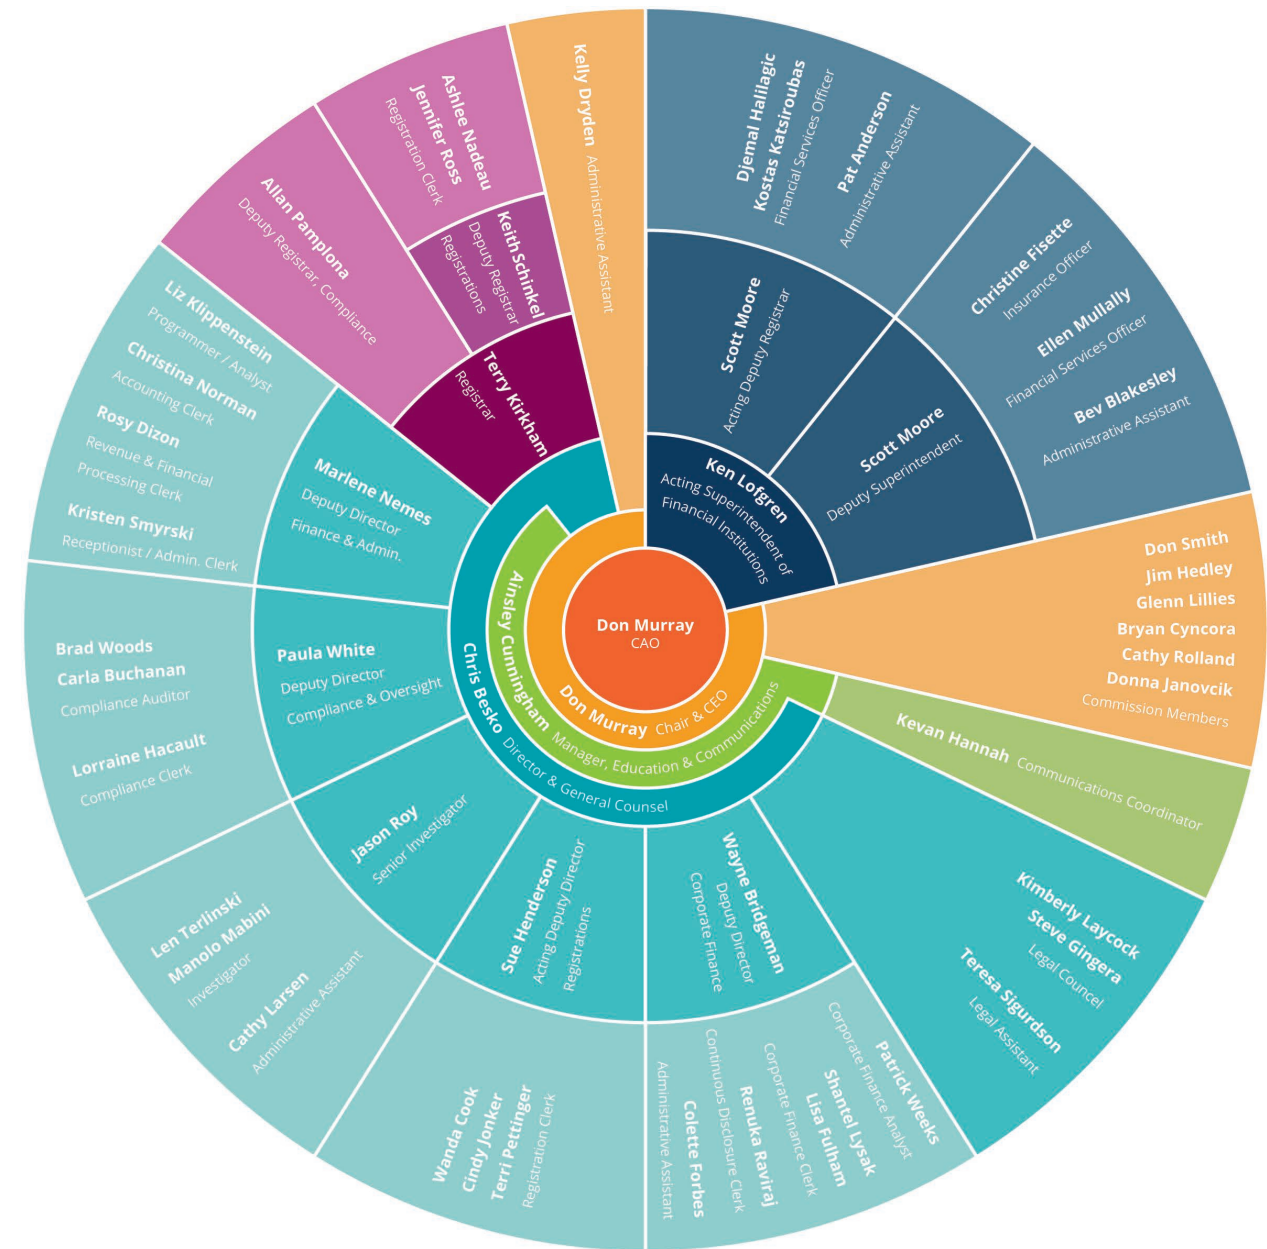 Don Murray
CAO
Don Murray Chair & CEO
Ainsley Cunningham Manager, Education & Communications
Chris Besko Director & General Counsel
Ken Lofgren
Acting Superintendent of
Financial Institutions
Scott Moore
Acting Deputy Registrar
Djemal Halilagic
Kostas Katsiroubas
Financial Services Officer
Pat Anderson
Administrative Assistant
Scott Moore
Deputy Superintendent
Christine Fisette
Insurance Officer
Ellen Mullally
Financial Services Officer
Bev Blakesley
Administrative Assistant
Don Smith
Jim Hedley
Glenn Lillies
Bryan Cyncora
Cathy Rolland
Donna Janovcik
Commission Members
Kevan Hannah Communications Coordinator
Kimberly Laycock
Steve Gingera
Legal Councel
Teresa Sigurdson
Legal Assistant
Wayne Bridgeman
Deputy Director
Corporate Finance
Patrick Weeks
Corporate Finance Analyst
Shantel Lysak
Lisa Fulham
Corporate Finance Clerk
Renuka Raviraj
Continuous Disclosure Clerk
Colette Forbes
Administrative Assistant
Sue Henderson
Acting Deputy Director
Registrations
Wanda Cook
Cindy Jonker
Terri Pettinger
Registration Clerk
Jason Roy
Senior Investigator
Len Terlinski
Manolo Mabini
Investigator
Cathy Larsen
Administrative Assistant
Paula White
Deputy Director
Compliance & Oversight
Brad Woods
Carla Buchanan
Compliance Auditor
Lorraine Hacault
Compliance Clerk
Marlene Nemes
Deputy Director
Finance & Admin.
Liz Klippenstein
Programmer / Analyst
Christina Norman
Accounting Clerk
Rosy Dizon
Revenue & Financial
Processing Clerk
Kristen Smyrski
Receptionist / Admin. Clerk
Terry Kirkham
Registrar
Allan Pamplona
Deputy Registrar, Compliance
Keith Schinkel
Deputy Registrar
Registrations
Ashlee Nadeau
Jennifer Ross
Registration Clerk
Kelly Dryden Administrative Assistant